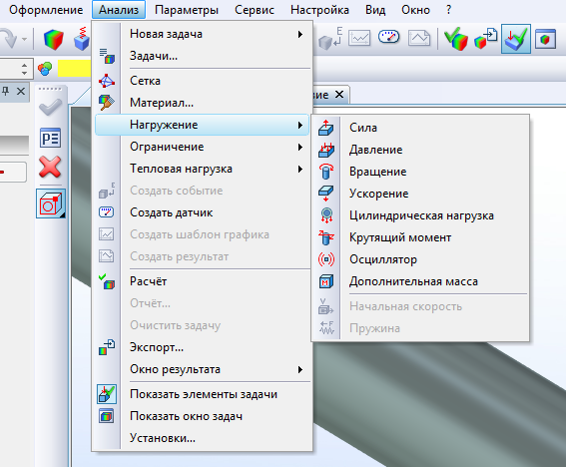 Оформление Анализ Параметры Сервис Настройка Вид Окно ?
Новая задача
Задачи...
Сетка
Материал...
Нагружение
Ограничение
Тепловая нагрузка
Создать событие
Создать датчик
Создать шаблон графика
Создать результат
Расчёт
Отчёт...
Очистить задачу
Экспорт...
Окно результата
Показать элементы задачи
Показать окно задач
Установки...
Сила
Давление
Вращение
Ускорение
Цилиндрическая нагрузка
Крутящий момент
Осциллятор
Дополнительная масса
Начальная скорость
Пружина